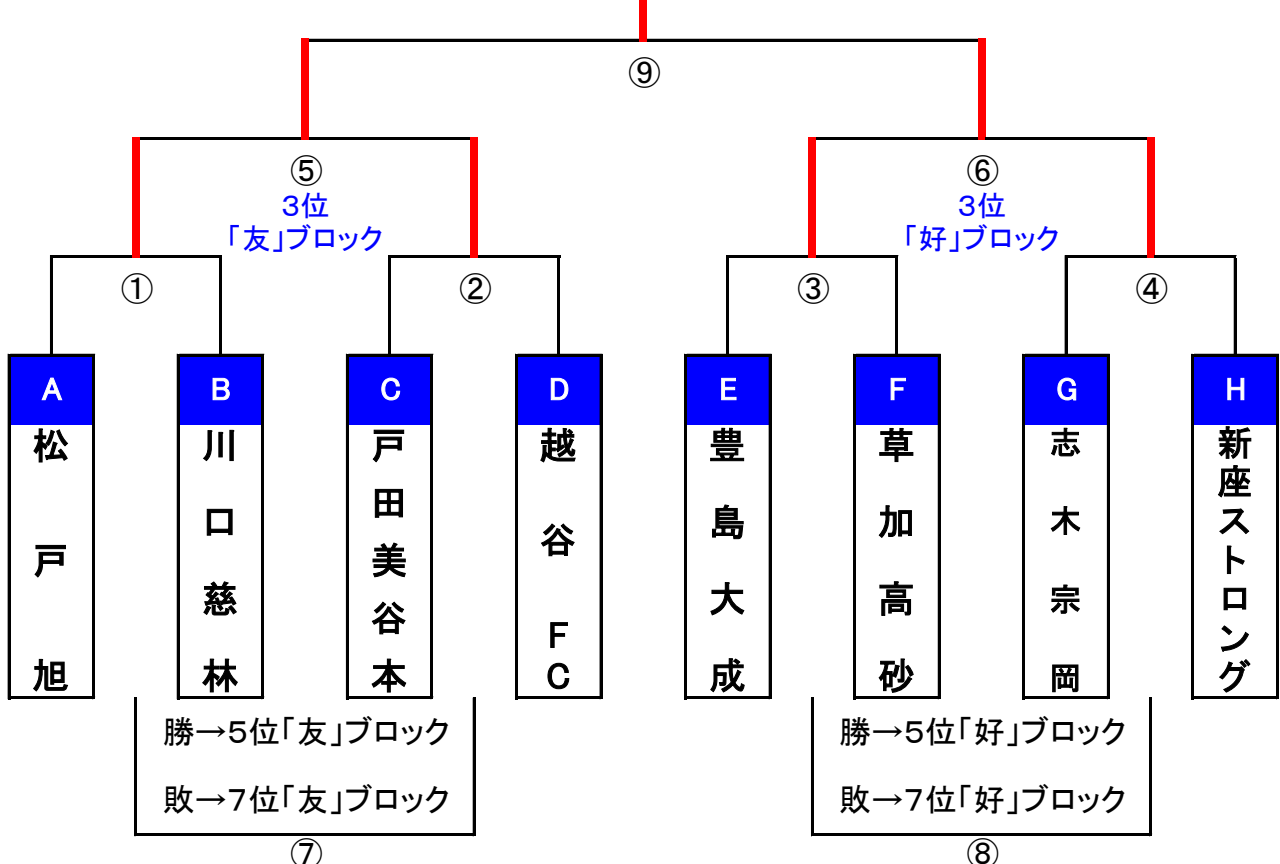 ⑨
⑤
3位
「友」ブロック
⑥
3位
「好」ブロック
①
②
③
④
A
松戸旭
B
川口慈林
C
戸田美谷本
D
越谷FC
E
豊島大成
F
草加高砂
G
志木宗岡
H
新座ストロング
勝→5位「友」ブロック
敗→7位「友」ブロック
⑦
勝→5位「好」ブロック
敗→7位「好」ブロック
⑧